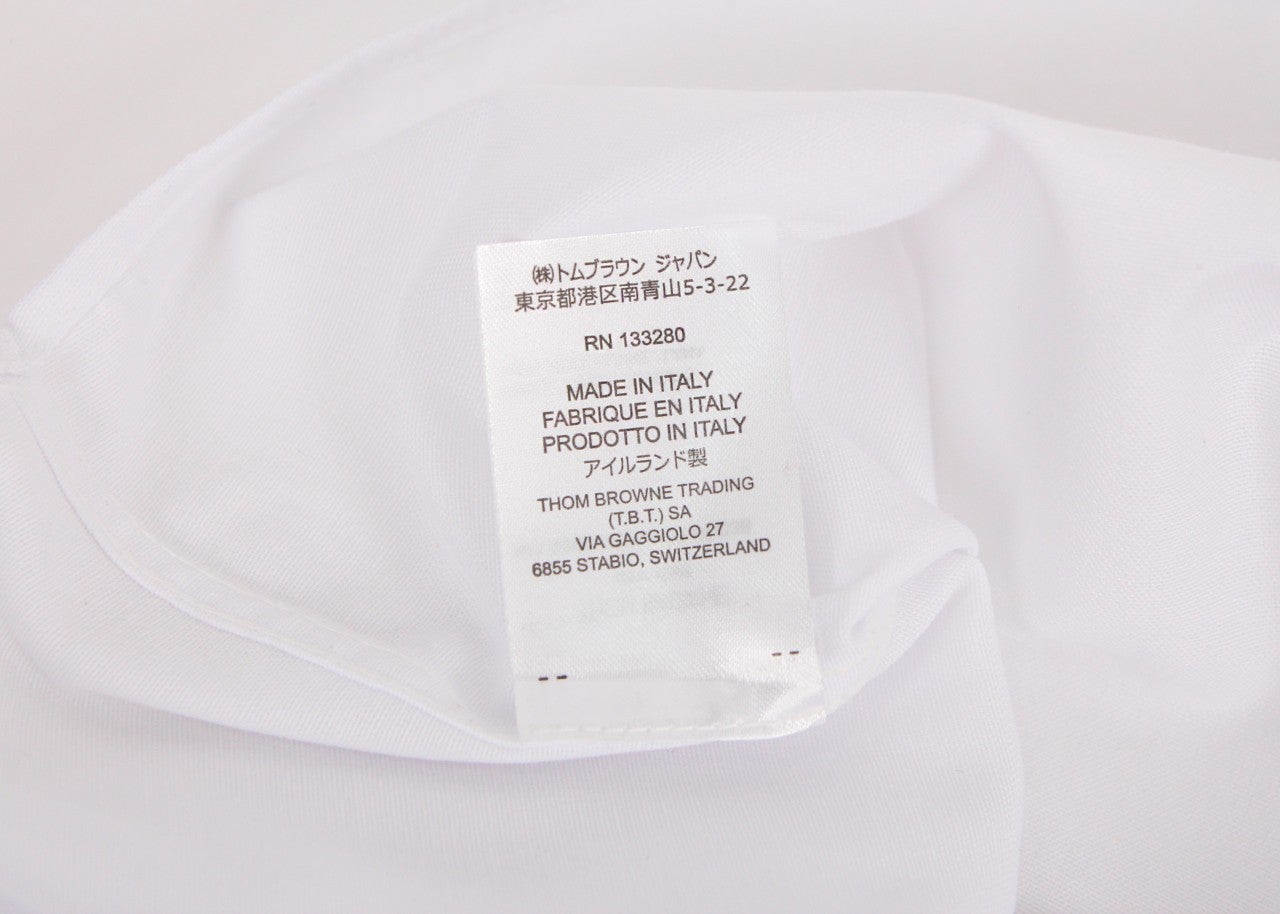 ㈱トムブラウン ジャパン
東京都港区南青山5-3-22
RN 133280
MADE IN ITALY
FABRIQUE EN ITALY
PRODOTTO IN ITALY
アイルランド製
THOM BROWNE TRADING
(T.B.T.) SA
VIA GAGGIOLO 27
6855 STABIO, SWITZERLAND
-- --